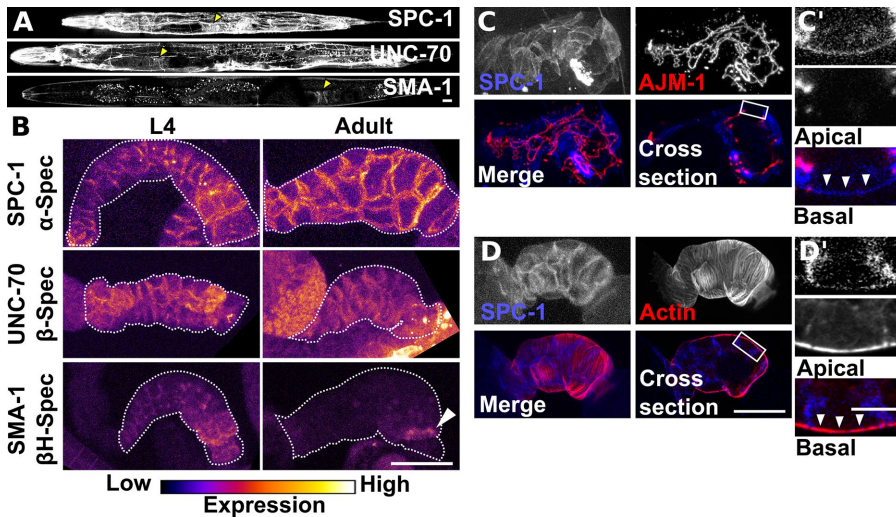 A
SPC-1
UNC-70
SMA-1
B
L4
Adult
SPC-1
α-Spec
UNC-70
β-Spec
SMA-1
βH-Spec
Low
High
Expression
C
SPC-1
AJM-1
Merge
Cross
section
C'
Apical
Basal
D
SPC-1
Actin
Merge
Cross
section
D'
Apical
Basal